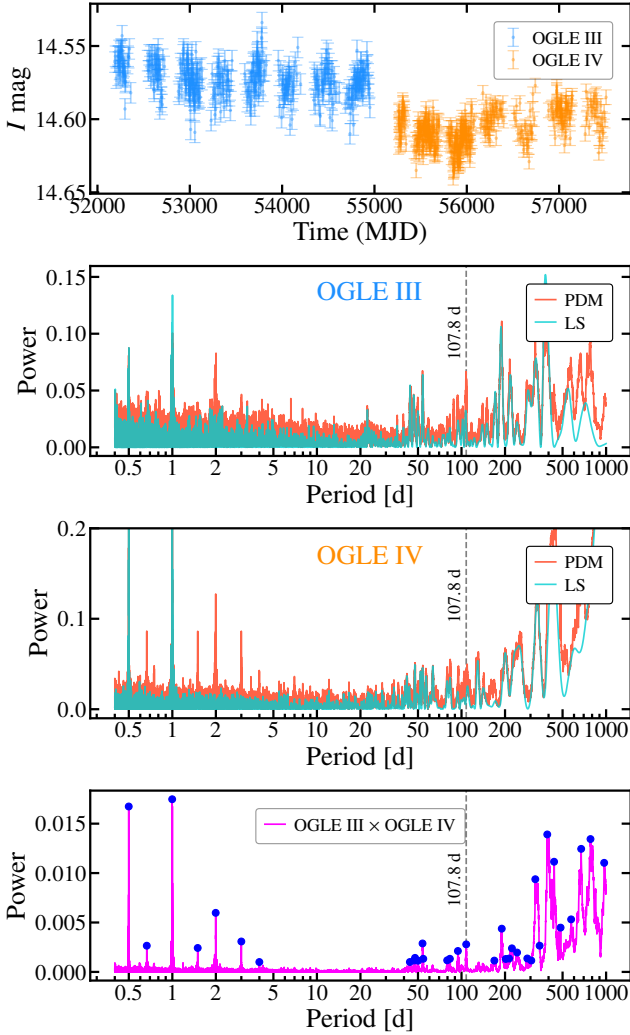 14.55
14.60
14.65
I mag
OGLE III
OGLE IV
52000 53000 54000 55000 56000 57000
Time (MJD)
0.15
0.10
0.05
0.00
Power
OGLE III
107.8 d
PDM
LS
0.5 1 2 5 10 20 50 100 200 500 1000
Period [d]
0.2
0.1
0.0
Power
OGLE IV
107.8 d
PDM
LS
0.5 1 2 5 10 20 50 100 200 500 1000
Period [d]
0.015
0.010
0.005
0.000
Power
OGLE III × OGLE IV
107.8 d
0.5 1 2 5 10 20 50 100 200 500 1000
Period [d]